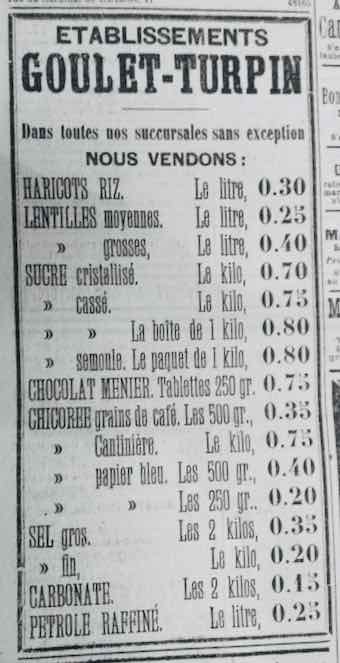 ETABLISSEMENTS
GOULET-TURPIN
Dans toutes nos succursales sans exception
NOUS VENDONS :
HARICOTS RIZ. Le litre, 0.30
LENTILLES moyennes. Le litre, 0.25
» grosses, Le litre, 0.40
SUCRE cristallisé. Le kilo, 0.70
» cassé. Le kilo, 0.75
» » La boîte de 1 kilo, 0.80
» semoule. Le paquet de 1 kilo, 0.80
CHOCOLAT MENIER. Tablettes 250 gr. 0.75
CHICOREE grains de café. Les 500 gr., 0.35
» Cantinière. Le kilo, 0.75
» papier bleu. Les 500 gr., 0.40
» » Les 250 gr.. 0.20
SEL gros. Les 2 kilos, 0.35
» fin, Le kilo, 0.20
CARBONATE. Les 2 kilos, 0.45
PETROLE RAFFINÉ. Le litre, 0.25